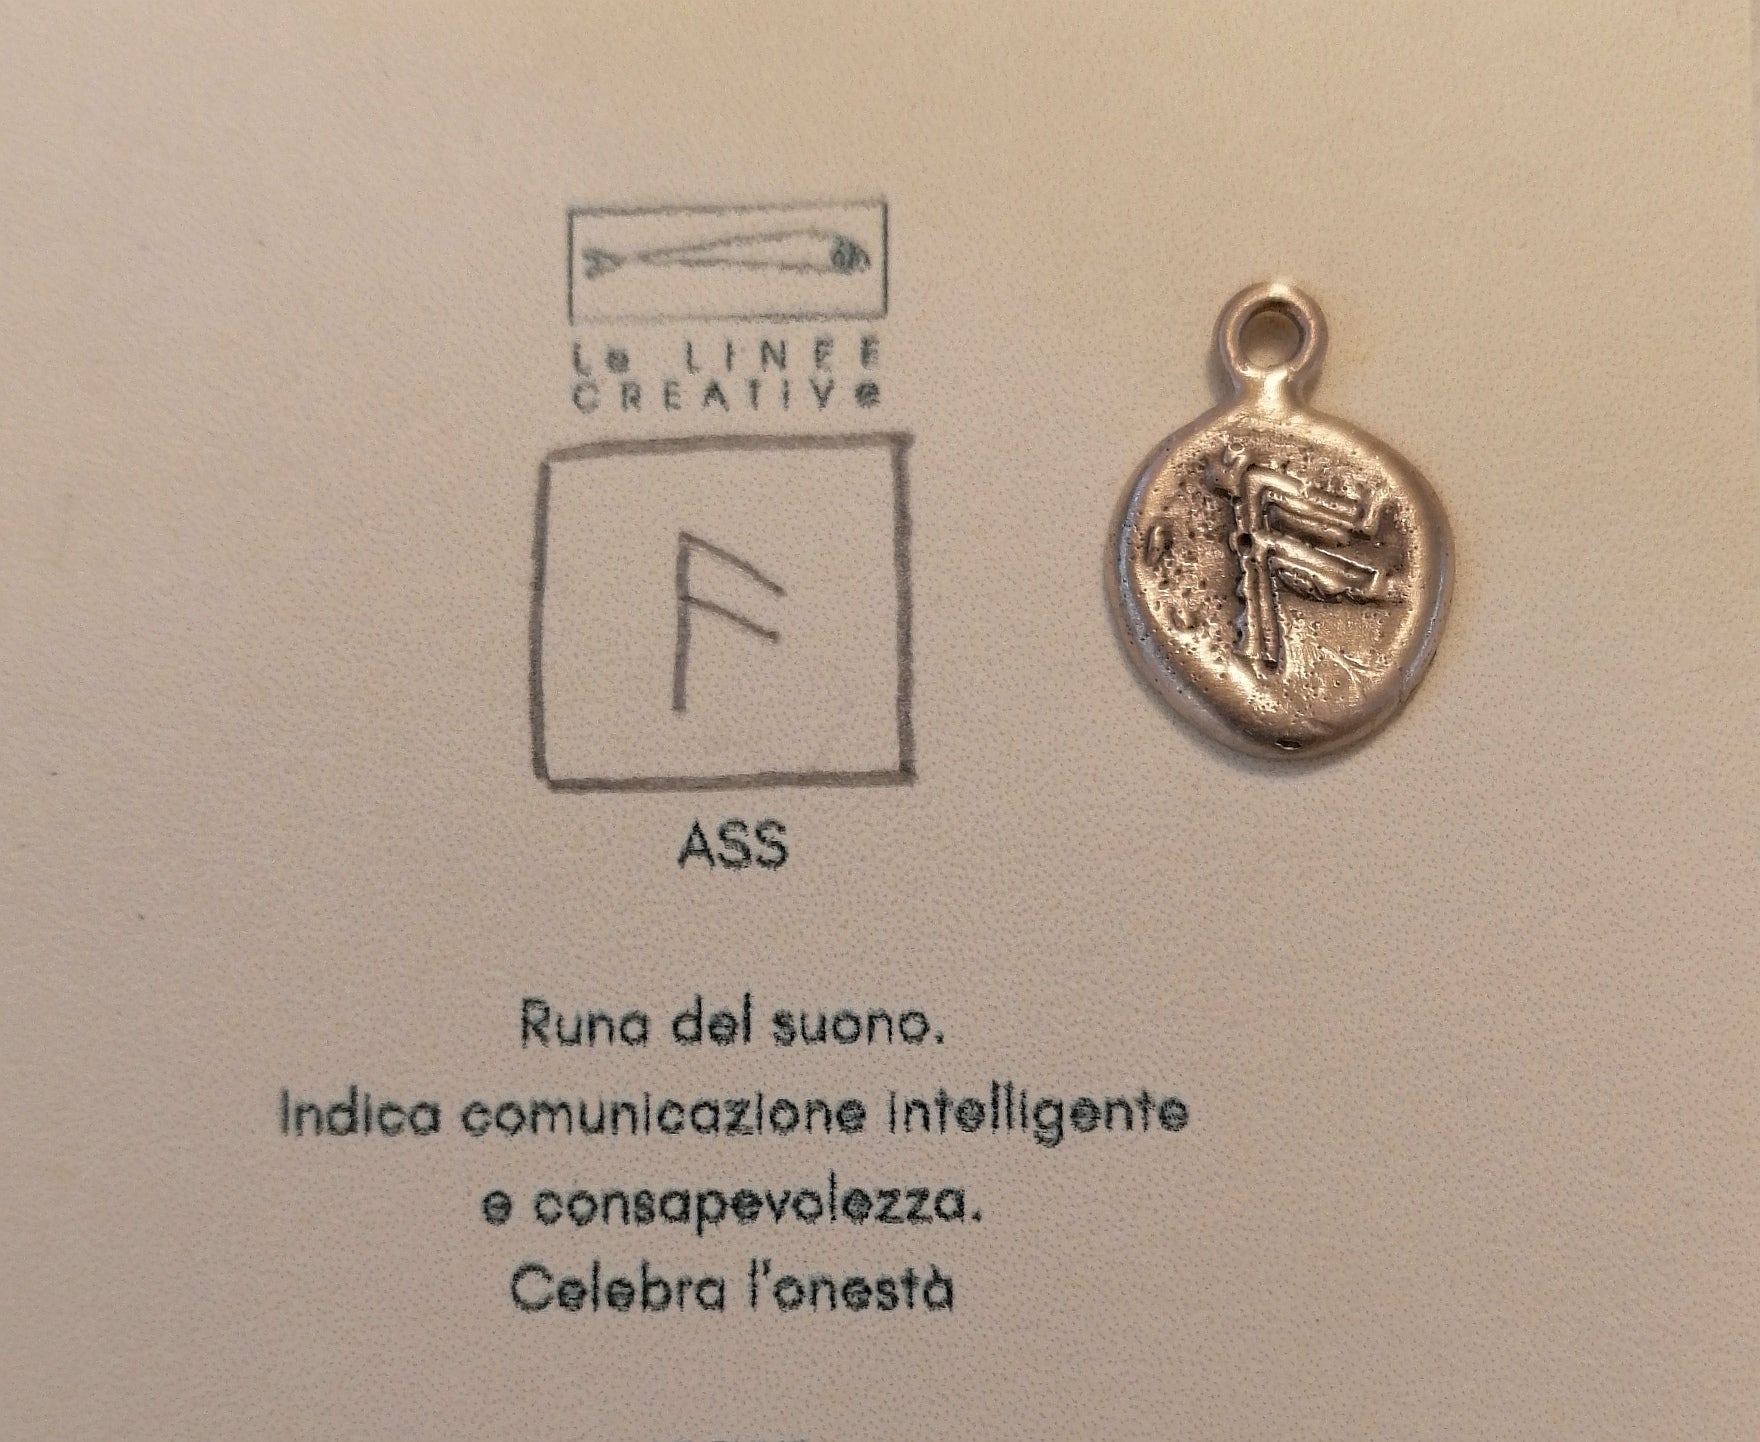 Le LINEE
CREATIVe
ᚨ
ASS
Runa del suono.
Indica comunicazione intelligente
e consapevolezza.
Celebra l'onestà